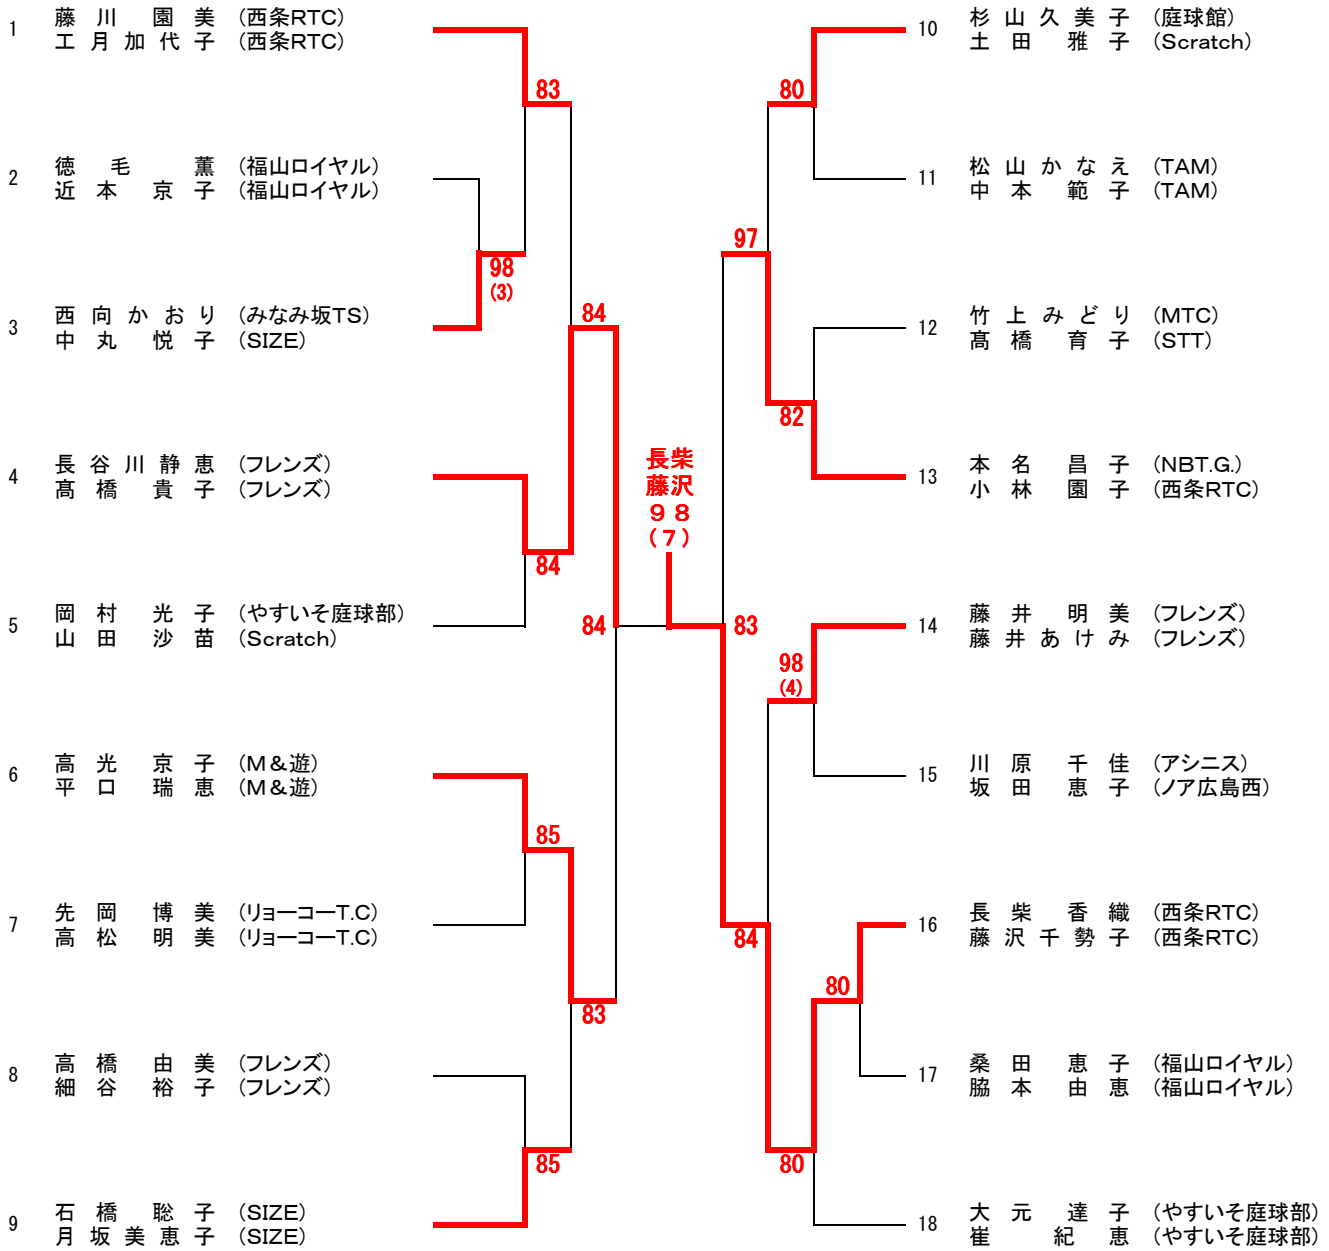 1 藤川園美 (西条RTC)
工月加代子 (西条RTC)
2 徳毛薫 (福山ロイヤル)
近本京子 (福山ロイヤル)
3 西向かおり (みなみ坂TS)
中丸悦子 (SIZE)
4 長谷川静恵 (フレンズ)
髙橋貴子 (フレンズ)
5 岡村光子 (やすいそ庭球部)
山田沙苗 (Scratch)
6 高光京子 (M&遊)
平口瑞恵 (M&遊)
7 先岡博美 (リョーコーT.C)
高松明美 (リョーコーT.C)
8 高橋由美 (フレンズ)
細谷裕子 (フレンズ)
9 石橋聡子 (SIZE)
月坂美恵子 (SIZE)
83
98
(3)
84
84
84
85
83
85
長柴
藤沢
98
(7)
80
97
82
83
98
(4)
84
80
80
10 杉山久美子 (庭球館)
土田雅子 (Scratch)
11 松山かなえ (TAM)
中本範子 (TAM)
12 竹上みどり (MTC)
髙橋育子 (STT)
13 本名昌子 (NBT.G.)
小林園子 (西条RTC)
14 藤井明美 (フレンズ)
藤井あけみ (フレンズ)
15 川原千佳 (アシニス)
坂田恵子 (ノア広島西)
16 長柴香織 (西条RTC)
藤沢千勢子 (西条RTC)
17 桑田恵子 (福山ロイヤル)
脇本由恵 (福山ロイヤル)
18 大元達子 (やすいそ庭球部)
崔紀恵 (やすいそ庭球部)